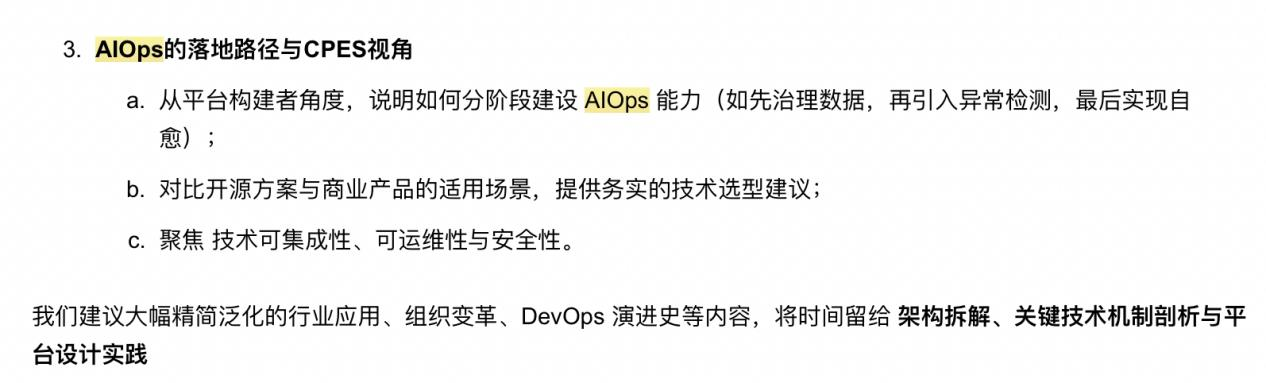 3. AIOps的落地路径与CPES视角
a. 从平台构建者角度，说明如何分阶段建设 AIOps 能力（如先治理数据，再引入异常检测，最后实现自
愈）；
b. 对比开源方案与商业产品的适用场景，提供务实的技术选型建议；
c. 聚焦 技术可集成性、可运维性与安全性。
我们建议大幅精简泛化的行业应用、组织变革、DevOps 演进史等内容，将时间留给 架构拆解、关键技术机制剖析与平
台设计实践